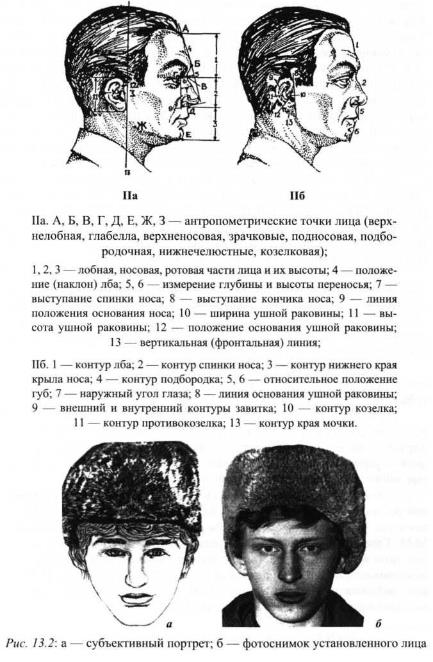 IIа IIб
IIа. А, Б, В, Г, Д, Е, Ж, З — антропометрические точки лица (верх-
нелобная, глабелла, верхненосовая, зрачковые, подносовая, подбо-
родочная, нижнечелюстные, козелковая);
1, 2, 3 — лобная, носовая, ротовая части лица и их высоты; 4 — положе-
ние (наклон) лба; 5, 6 — измерение глубины и высоты переносья; 7 —
выступание спинки носа; 8 — выступание кончика носа; 9 — линия
положения основания носа; 10 — ширина ушной раковины; 11 — вы-
сота ушной раковины; 12 — положение основания ушной раковины;
13 — вертикальная (фронтальная) линия;
IIб. 1 — контур лба; 2 — контур спинки носа; 3 — контур нижнего края
крыла носа; 4 — контур подбородка; 5, 6 — относительное положение
губ; 7 — наружный угол глаза; 8 — линия основания ушной раковины;
9 — внешний и внутренний контуры завитка; 10 — контур козелка;
11 — контур противокозелка; 13 — контур края мочки.
а б
Рис. 13.2: а — субъективный портрет; б — фотоснимок установленного лица